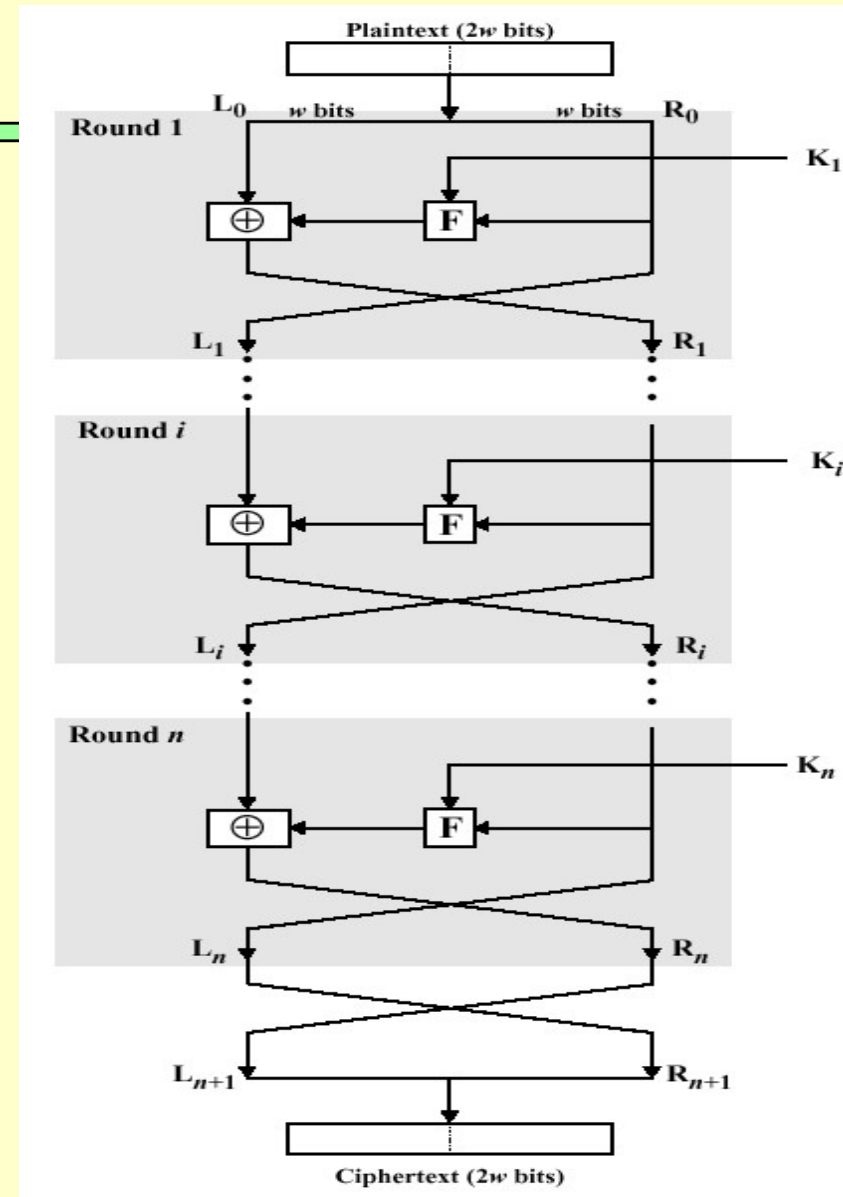 Plaintext (2w bits)
L0 w bits w bits R0
Round 1
K1
⊕ F
L1 R1
Round i
Ki
⊕ F
Li Ri
Round n
Kn
⊕ F
Ln Rn
Ln+1 Rn+1
Ciphertext (2w bits)